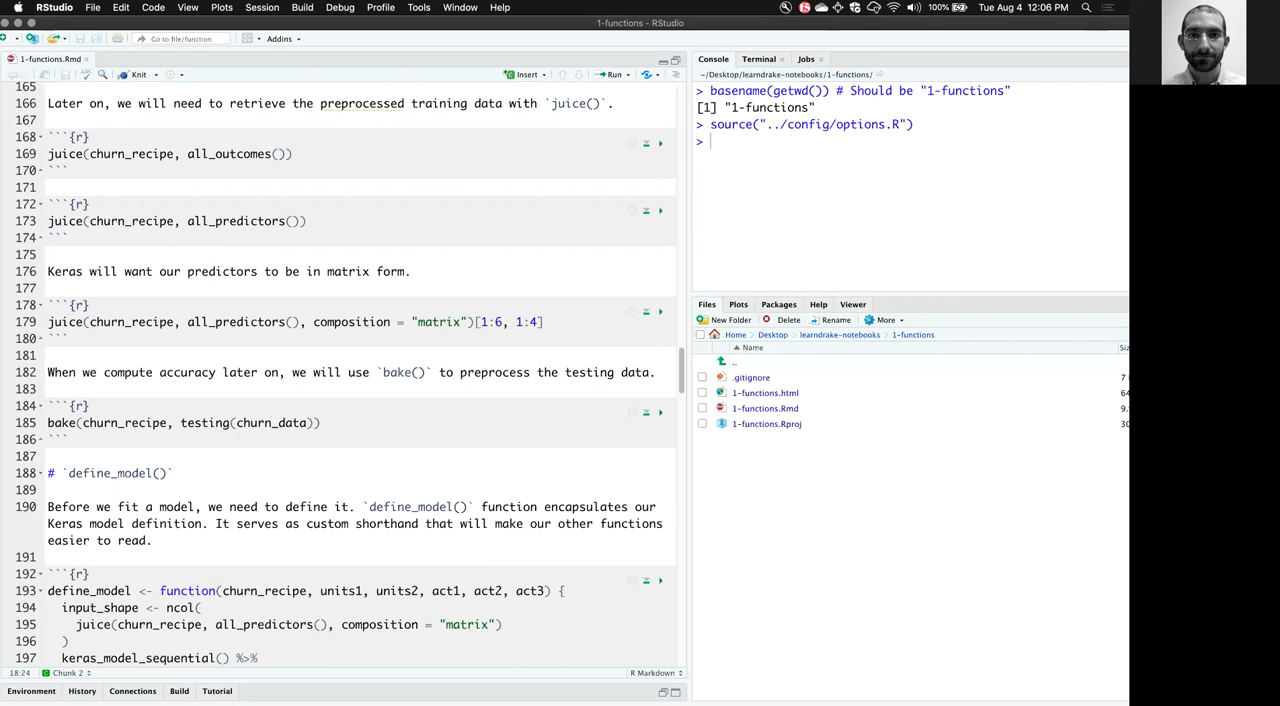 RStudio File Edit Code View Plots Session Build Debug Profile Tools Window Help 100% Tue Aug 4 12:06 PM
1-functions - RStudio
Go to file/function Addins
1-functions.Rmd
Knit Insert Run
165
166 Later on, we will need to retrieve the preprocessed training data with `juice()`.
167
168 ```{r}
169 juice(churn_recipe, all_outcomes())
170 ```
171
172 ```{r}
173 juice(churn_recipe, all_predictors())
174 ```
175
176 Keras will want our predictors to be in matrix form.
177
178 ```{r}
179 juice(churn_recipe, all_predictors(), composition = "matrix")[1:6, 1:4]
180 ```
181
182 When we compute accuracy later on, we will use `bake()` to preprocess the testing data.
183
184 ```{r}
185 bake(churn_recipe, testing(churn_data))
186 ```
187
188 # `define_model()`
189
190 Before we fit a model, we need to define it. `define_model()` function encapsulates our
Keras model definition. It serves as custom shorthand that will make our other functions
easier to read.
191
192 ```{r}
193 define_model <- function(churn_recipe, units1, units2, act1, act2, act3) {
194 input_shape <- ncol(
195 juice(churn_recipe, all_predictors(), composition = "matrix")
196 )
197 keras_model_sequential() %>%
18:24 Chunk 2 R Markdown
Environment History Connections Build Tutorial
Console Terminal Jobs
~/Desktop/learndrake-notebooks/1-functions/
> basename(getwd()) # Should be "1-functions"
[1] "1-functions"
> source("../config/options.R")
>
Files Plots Packages Help Viewer
New Folder Delete Rename More
Home Desktop learndrake-notebooks 1-functions
Name
..
.gitignore 7
1-functions.html 64
1-functions.Rmd 9.
1-functions.Rproj 30